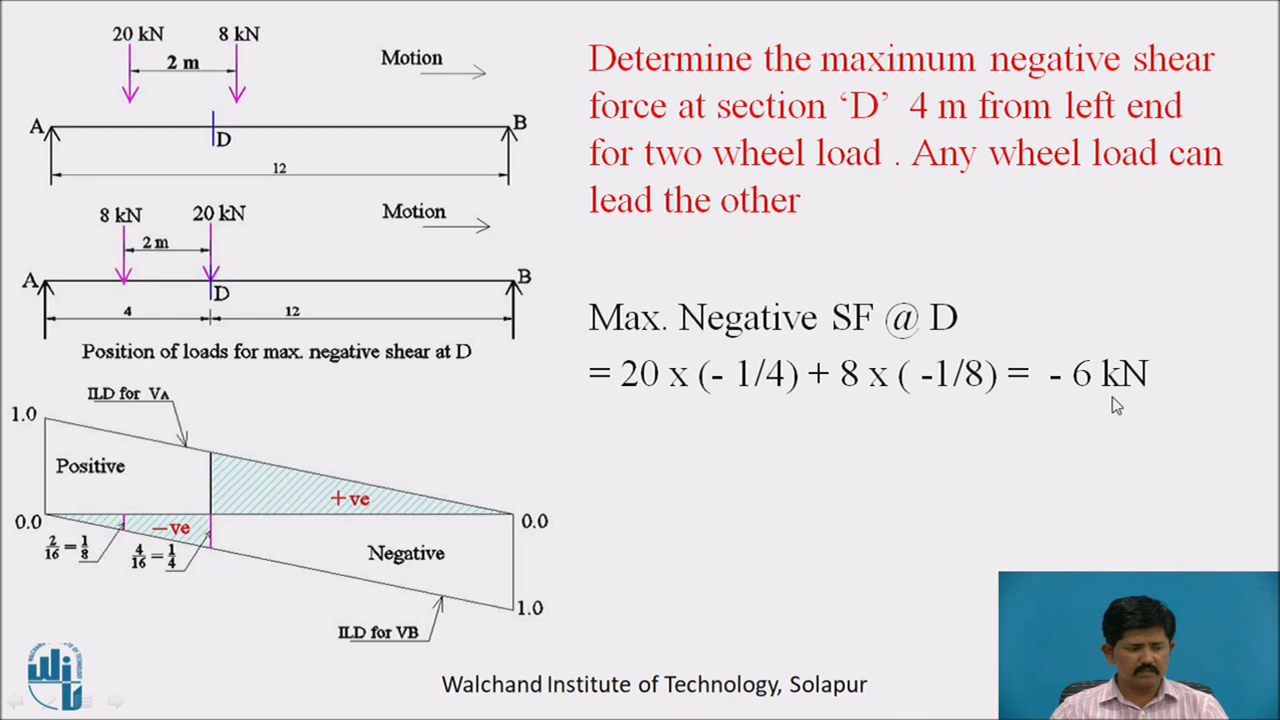 20 kN
8 kN
2 m
Motion
A
B
D
12
8 kN
20 kN
Motion
2 m
A
B
D
4
12
Position of loads for max. negative shear at D
ILD for VA
1.0
Positive
+ve
0.0
0.0
−ve
2/16 = 1/8
4/16 = 1/4
Negative
1.0
ILD for VB
Determine the maximum negative shear
force at section ‘D’ 4 m from left end
for two wheel load . Any wheel load can
lead the other
Max. Negative SF @ D
= 20 x (- 1/4) + 8 x ( -1/8) = - 6 kN
Walchand Institute of Technology, Solapur